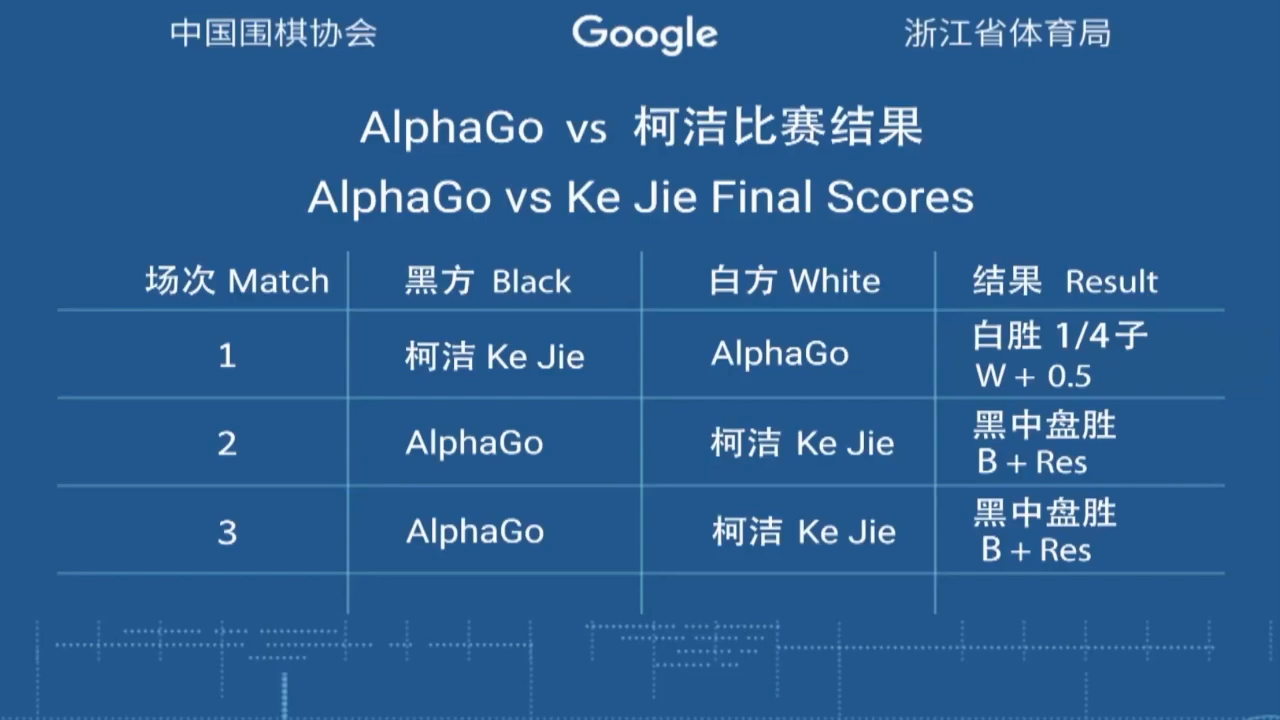 中国围棋协会 Google 浙江省体育局
AlphaGo vs 柯洁比赛结果
AlphaGo vs Ke Jie Final Scores
场次 Match 黑方 Black 白方 White 结果 Result
1 柯洁 Ke Jie AlphaGo 白胜 1/4子
W + 0.5
2 AlphaGo 柯洁 Ke Jie 黑中盘胜
B + Res
3 AlphaGo 柯洁 Ke Jie 黑中盘胜
B + Res